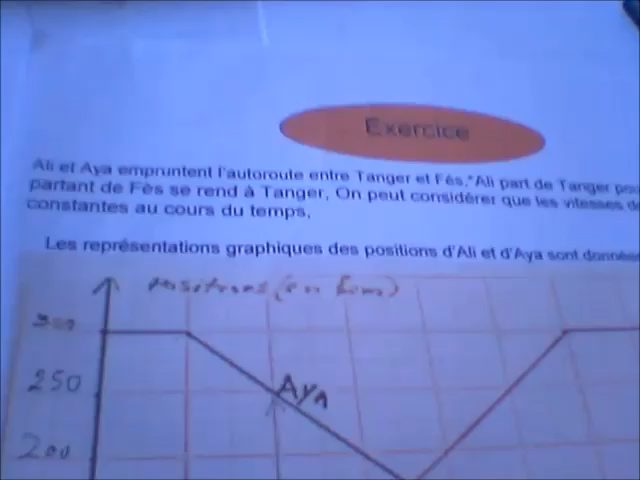 Exercice
Ali et Aya empruntent l'autoroute entre Tanger et Fès,"Ali part de Tanger
partant de Fès se rend à Tanger, On peut considérer que les vitesses
constantes au cours du temps,
Les représentations graphiques des positions d'Ali et d'Aya sont données
positions (en km)
300
250
Aya
200